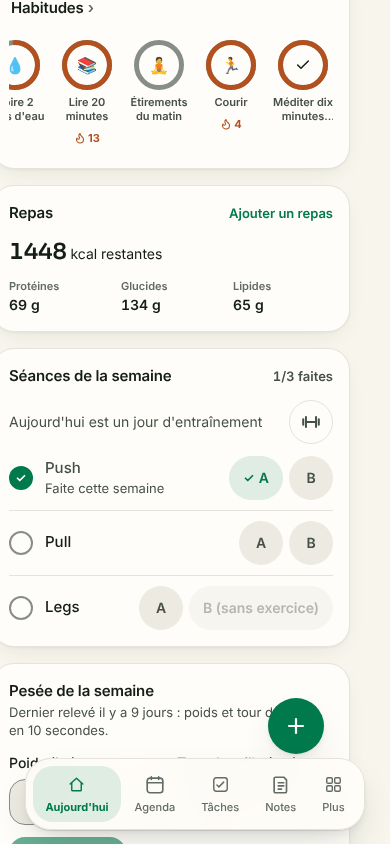 Habitudes ›
ire 2 Lire 20 Étirements Courir Méditer dix
s d'eau minutes du matin minutes...
13 4
Repas Ajouter un repas
1448 kcal restantes
Protéines Glucides Lipides
69 g 134 g 65 g
Séances de la semaine 1/3 faites
Aujourd'hui est un jour d'entraînement
Push
Faite cette semaine
A B
Pull A B
Legs A B (sans exercice)
Pesée de la semaine
Dernier relevé il y a 9 jours : poids et tour d
en 10 secondes.
Poid
Aujourd'hui Agenda Tâches Notes Plus